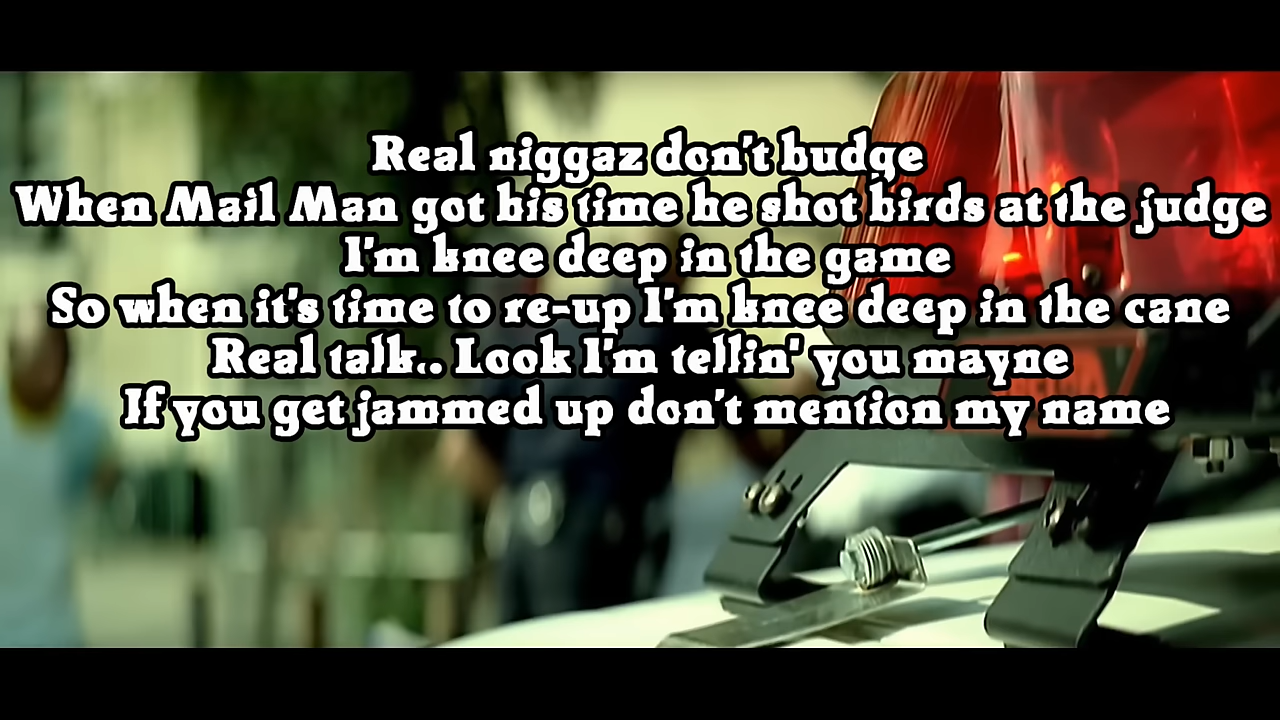 Real niggaz don't budge
When Mail Man got his time he shot birds at the judge
I'm knee deep in the game
So when it's time to re-up I'm knee deep in the cane
Real talk.. Look I'm tellin' you mayne
If you get jammed up don't mention my name